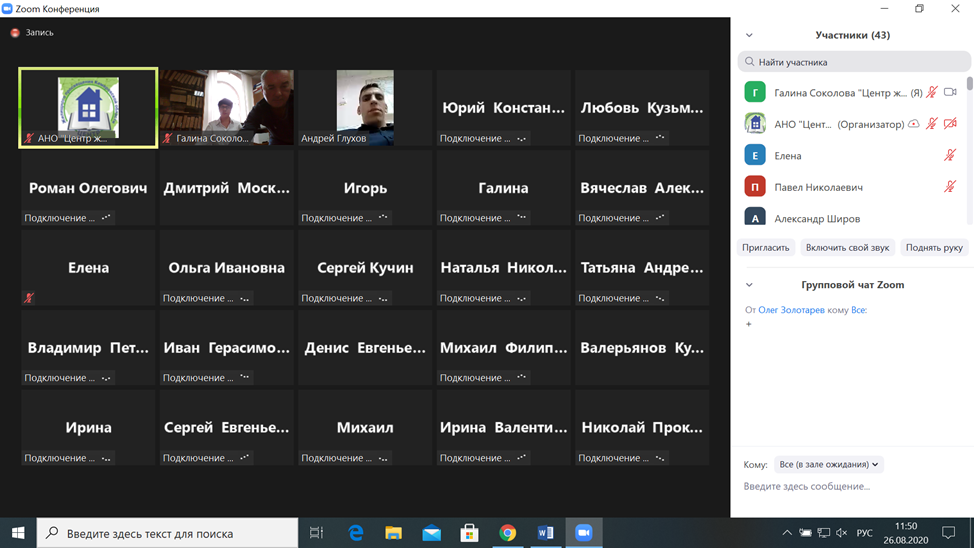 Zoom Конференция
Запись
АНО "Центр ж...
Галина Соколо...
Андрей Глухов
Юрий Констан...
Подключение ...
Любовь Кузьм...
Подключение ...
Роман Олегович
Подключение ...
Дмитрий Моск...
Игорь
Подключение ...
Галина
Подключение ...
Вячеслав Алек...
Подключение ...
Елена
Ольга Ивановна
Подключение ...
Сергей Кучин
Подключение ...
Наталья Никол...
Подключение ...
Татьяна Андре...
Подключение ...
Владимир Пет...
Подключение ...
Иван Герасимо...
Подключение ...
Денис Евгенье...
Михаил Филип...
Подключение ...
Валерьянов Ку...
Ирина
Подключение ...
Сергей Евгенье...
Подключение ...
Михаил
Подключение ...
Ирина Валенти...
Подключение ...
Николай Прок...
Подключение ...
Участники (43)
Найти участника
Г Галина Соколова "Центр ж... (Я)
АНО "Цент... (Организатор)
Е Елена
П Павел Николаевич
А Александр Широв
Пригласить Включить свой звук Поднять руку
Групповой чат Zoom
От Олег Золотарев кому Все:
+
Кому: Все (в зале ожидания)
Введите здесь сообщение...
Введите здесь текст для поиска
РУС
11:50
26.08.2020